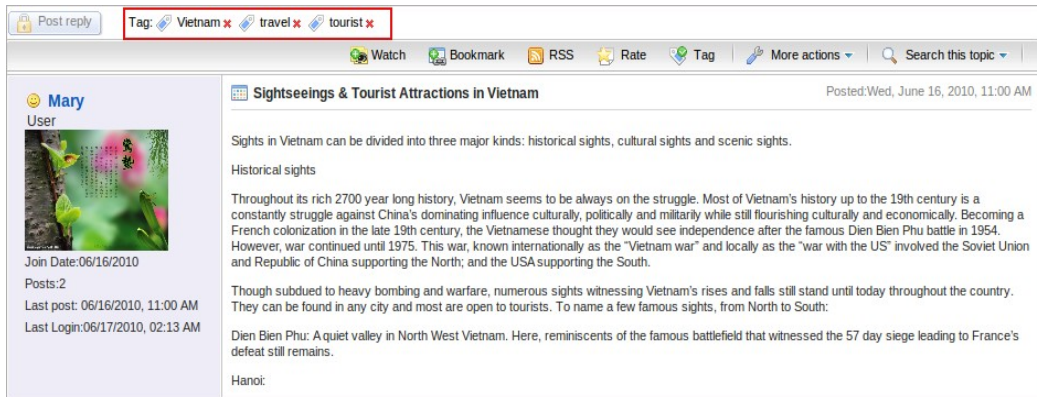 Post reply Tag: Vietnam travel tourist
Watch Bookmark RSS Rate Tag More actions Search this topic
Mary
User
Join Date:06/16/2010
Posts:2
Last post: 06/16/2010, 11:00 AM
Last Login:06/17/2010, 02:13 AM
Sightseeings & Tourist Attractions in Vietnam
Posted:Wed, June 16, 2010, 11:00 AM
Sights in Vietnam can be divided into three major kinds: historical sights, cultural sights and scenic sights.
Historical sights
Throughout its rich 2700 year long history, Vietnam seems to be always on the struggle. Most of Vietnam's history up to the 19th century is a
constantly struggle against China's dominating influence culturally, politically and militarily while still flourishing culturally and economically. Becoming a
French colonization in the late 19th century, the Vietnamese thought they would see independence after the famous Dien Bien Phu battle in 1954.
However, war continued until 1975. This war, known internationally as the “Vietnam war” and locally as the “war with the US” involved the Soviet Union
and Republic of China supporting the North; and the USA supporting the South.
Though subdued to heavy bombing and warfare, numerous sights witnessing Vietnam's rises and falls still stand until today throughout the country.
They can be found in any city and most are open to tourists. To name a few famous sights, from North to South:
Dien Bien Phu: A quiet valley in North West Vietnam. Here, reminiscents of the famous battlefield that witnessed the 57 day siege leading to France's
defeat still remains.
Hanoi: